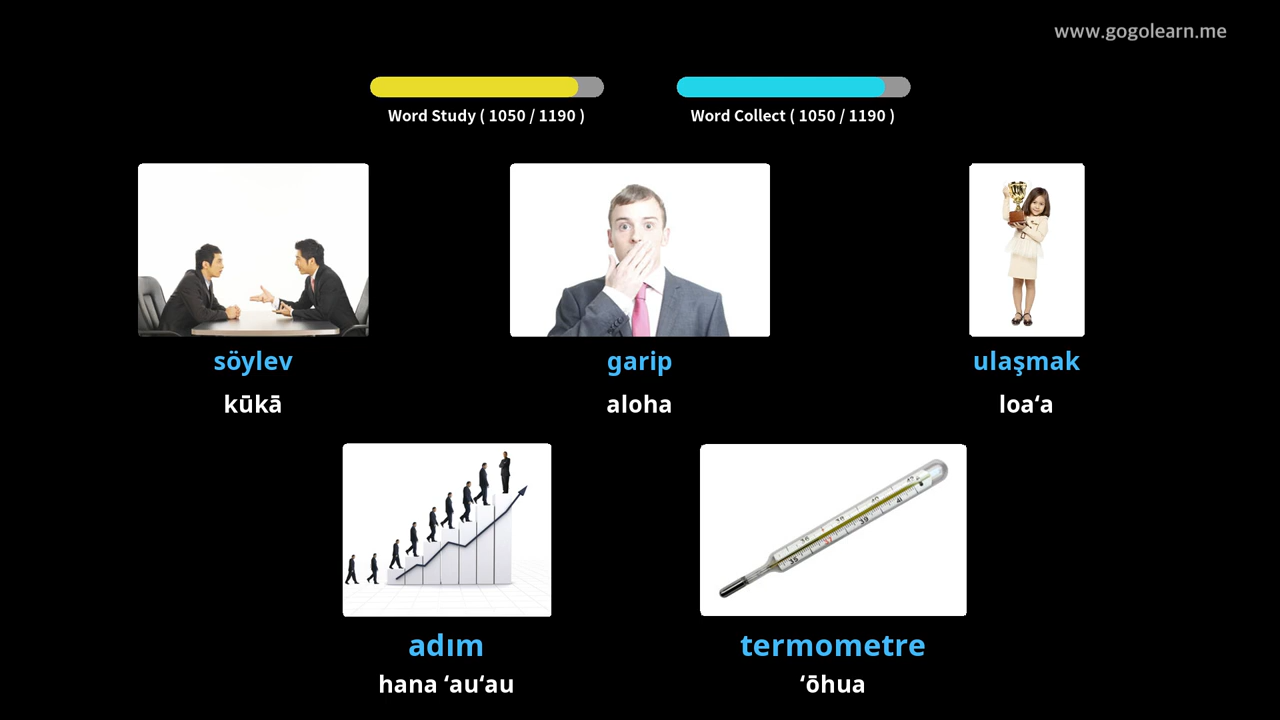 www.gogolearn.me
Word Study ( 1050 / 1190 )
Word Collect ( 1050 / 1190 )
söylev
garip
ulaşmak
kūkā
aloha
loaʻa
adım
termometre
hana ʻauʻau
ʻōhua